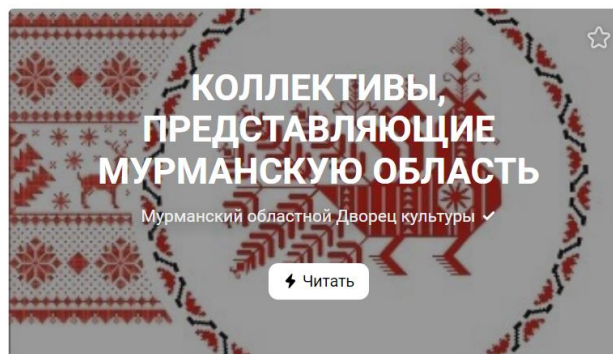 КОЛЛЕКТИВЫ,
ПРЕДСТАВЛЯЮЩИЕ
МУРМАНСКУЮ ОБЛАСТЬ
Мурманский областной Дворец культуры
Читать